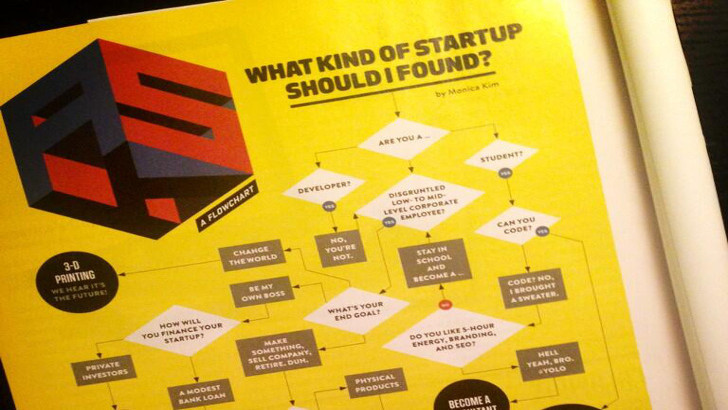 ASK
WHAT KIND OF STARTUP
SHOULD I FOUND?
by Monica Kim
A FLOWCHART
ARE YOU A ...
STUDENT?
YES
DEVELOPER?
YES
DISGRUNTLED
LOW- TO MID-
LEVEL CORPORATE
EMPLOYEE?
YES
CAN YOU
CODE?
YES
NO,
YOU'RE
NOT.
STAY IN
SCHOOL
AND
BECOME A ...
CHANGE
THE WORLD
3-D
PRINTING
WE HEAR IT'S
THE FUTURE!
BE MY
OWN BOSS
CODE? NO,
I BROUGHT
A SWEATER.
WHAT'S YOUR
END GOAL?
NO
HOW WILL
YOU FINANCE YOUR
STARTUP?
DO YOU LIKE 5-HOUR
ENERGY, BRANDING,
AND SEO?
MAKE
SOMETHING,
SELL COMPANY,
RETIRE. DUH.
HELL
YEAH, BRO.
#YOLO
PRIVATE
INVESTORS
A MODEST
BANK LOAN
PHYSICAL
PRODUCTS
BECOME A